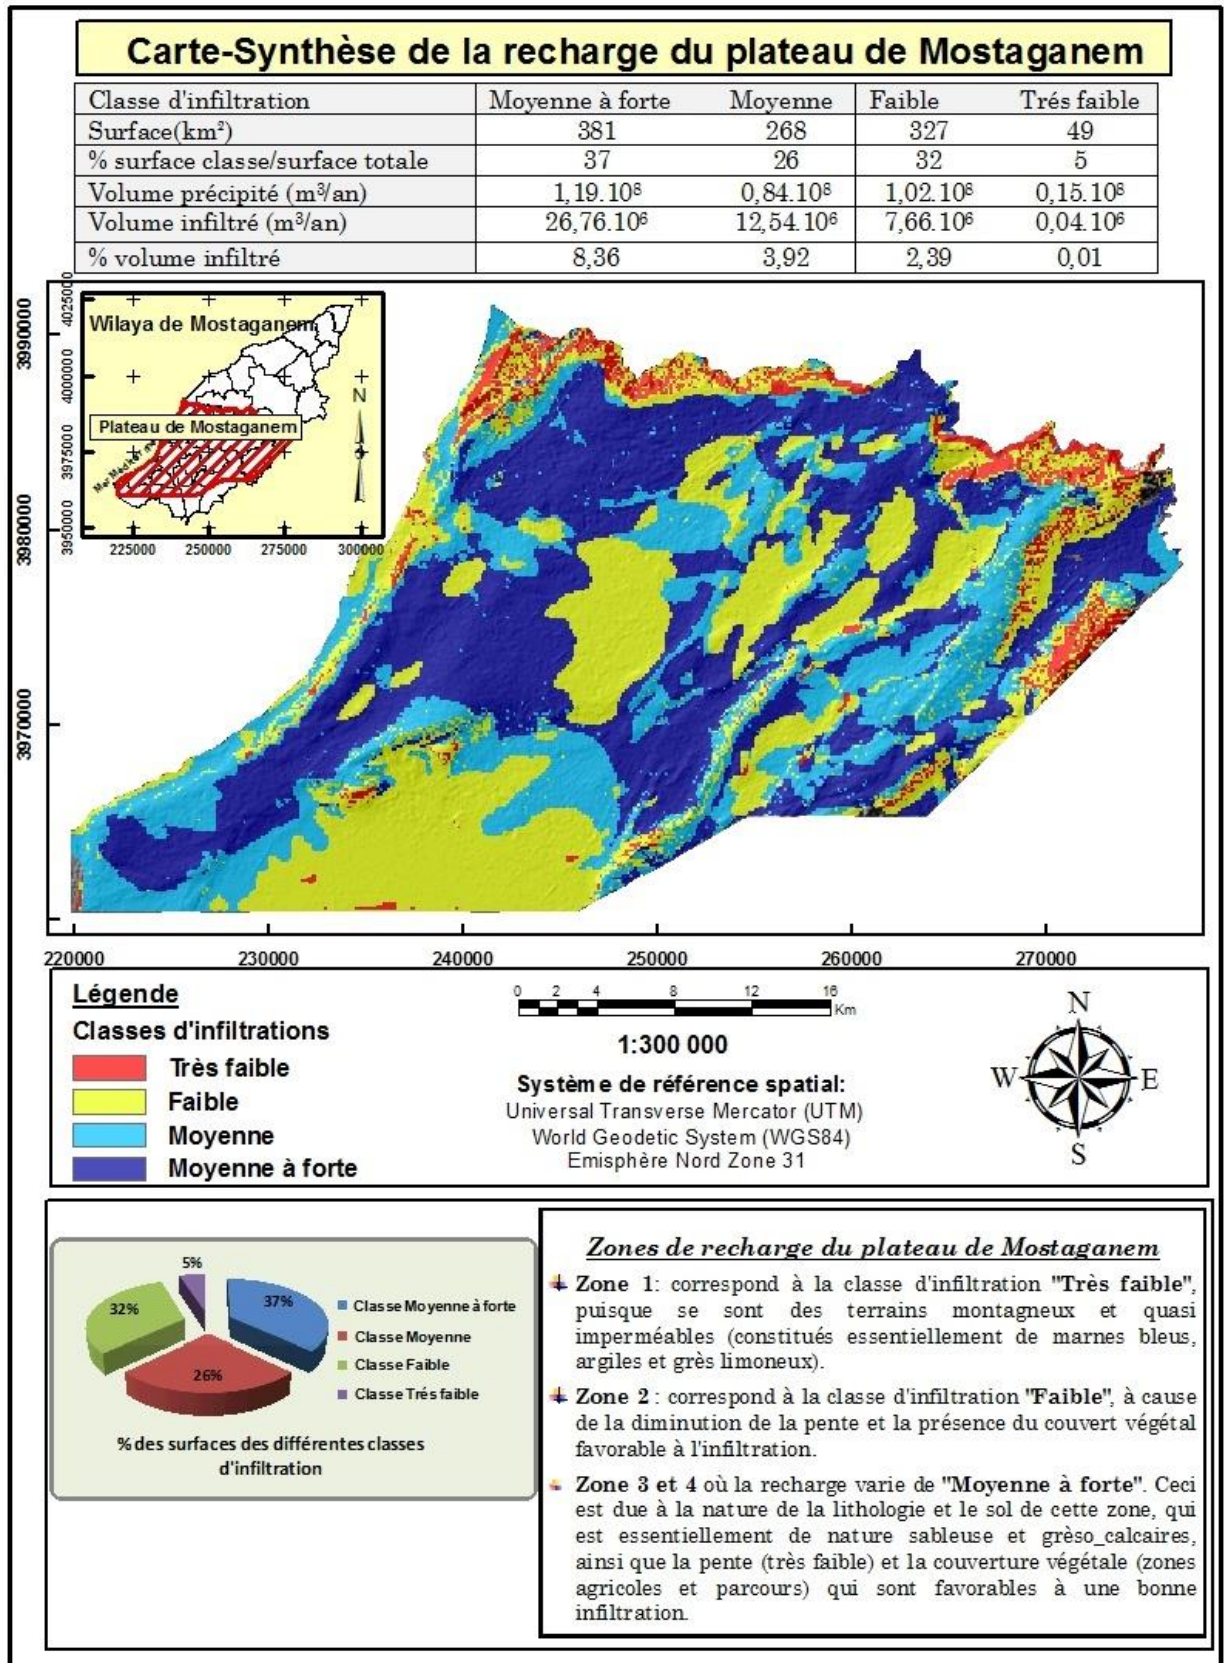 Carte-Synthèse de la recharge du plateau de Mostaganem
Classe d'infiltration Moyenne à forte Moyenne Faible Trés faible
Surface(km²) 381 268 327 49
% surface classe/surface totale 37 26 32 5
Volume précipité (m³/an) 1,19.10⁸ 0,84.10⁸ 1,02.10⁸ 0,15.10⁸
Volume infiltré (m³/an) 26,76.10⁶ 12,54.10⁶ 7,66.10⁶ 0,04.10⁶
% volume infiltré 8,36 3,92 2,39 0,01
3990000
3980000
3970000
4025000
4000000
3975000
3950000
Wilaya de Mostaganem
N
Plateau de Mostaganem
225000 250000 275000 300000
220000 230000 240000 250000 260000 270000
Légende
Classes d'infiltrations
Très faible
Faible
Moyenne
Moyenne à forte
0 2 4 8 12 16
Km
1:300 000
Système de référence spatial:
Universal Transverse Mercator (UTM)
World Geodetic System (WGS84)
Emisphère Nord Zone 31
N
W E
S
5%
32%
37%
26%
Classe Moyenne à forte
Classe Moyenne
Classe Faible
Classe Trés faible
% des surfaces des différentes classes
d'infiltration
Zones de recharge du plateau de Mostaganem
Zone 1: correspond à la classe d'infiltration "Très faible",
puisque se sont des terrains montagneux et quasi
imperméables (constitués essentiellement de marnes bleus,
argiles et grès limoneux).
Zone 2 : correspond à la classe d'infiltration "Faible", à cause
de la diminution de la pente et la présence du couvert végétal
favorable à l'infiltration.
Zone 3 et 4 où la recharge varie de "Moyenne à forte". Ceci
est due à la nature de la lithologie et le sol de cette zone, qui
est essentiellement de nature sableuse et grèso_calcaires,
ainsi que la pente (très faible) et la couverture végétale (zones
agricoles et parcours) qui sont favorables à une bonne
infiltration.